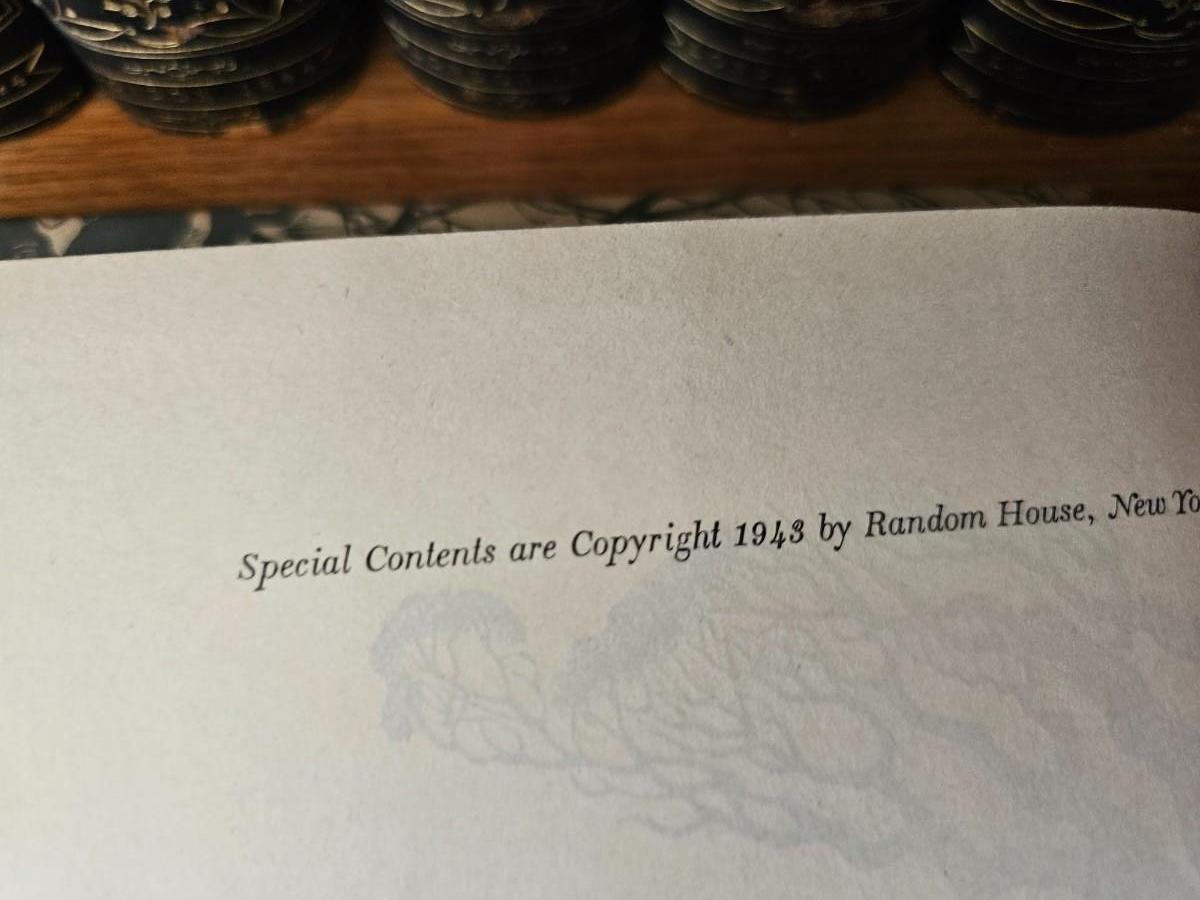 Special Contents are Copyright 1943 by Random House, New Yo